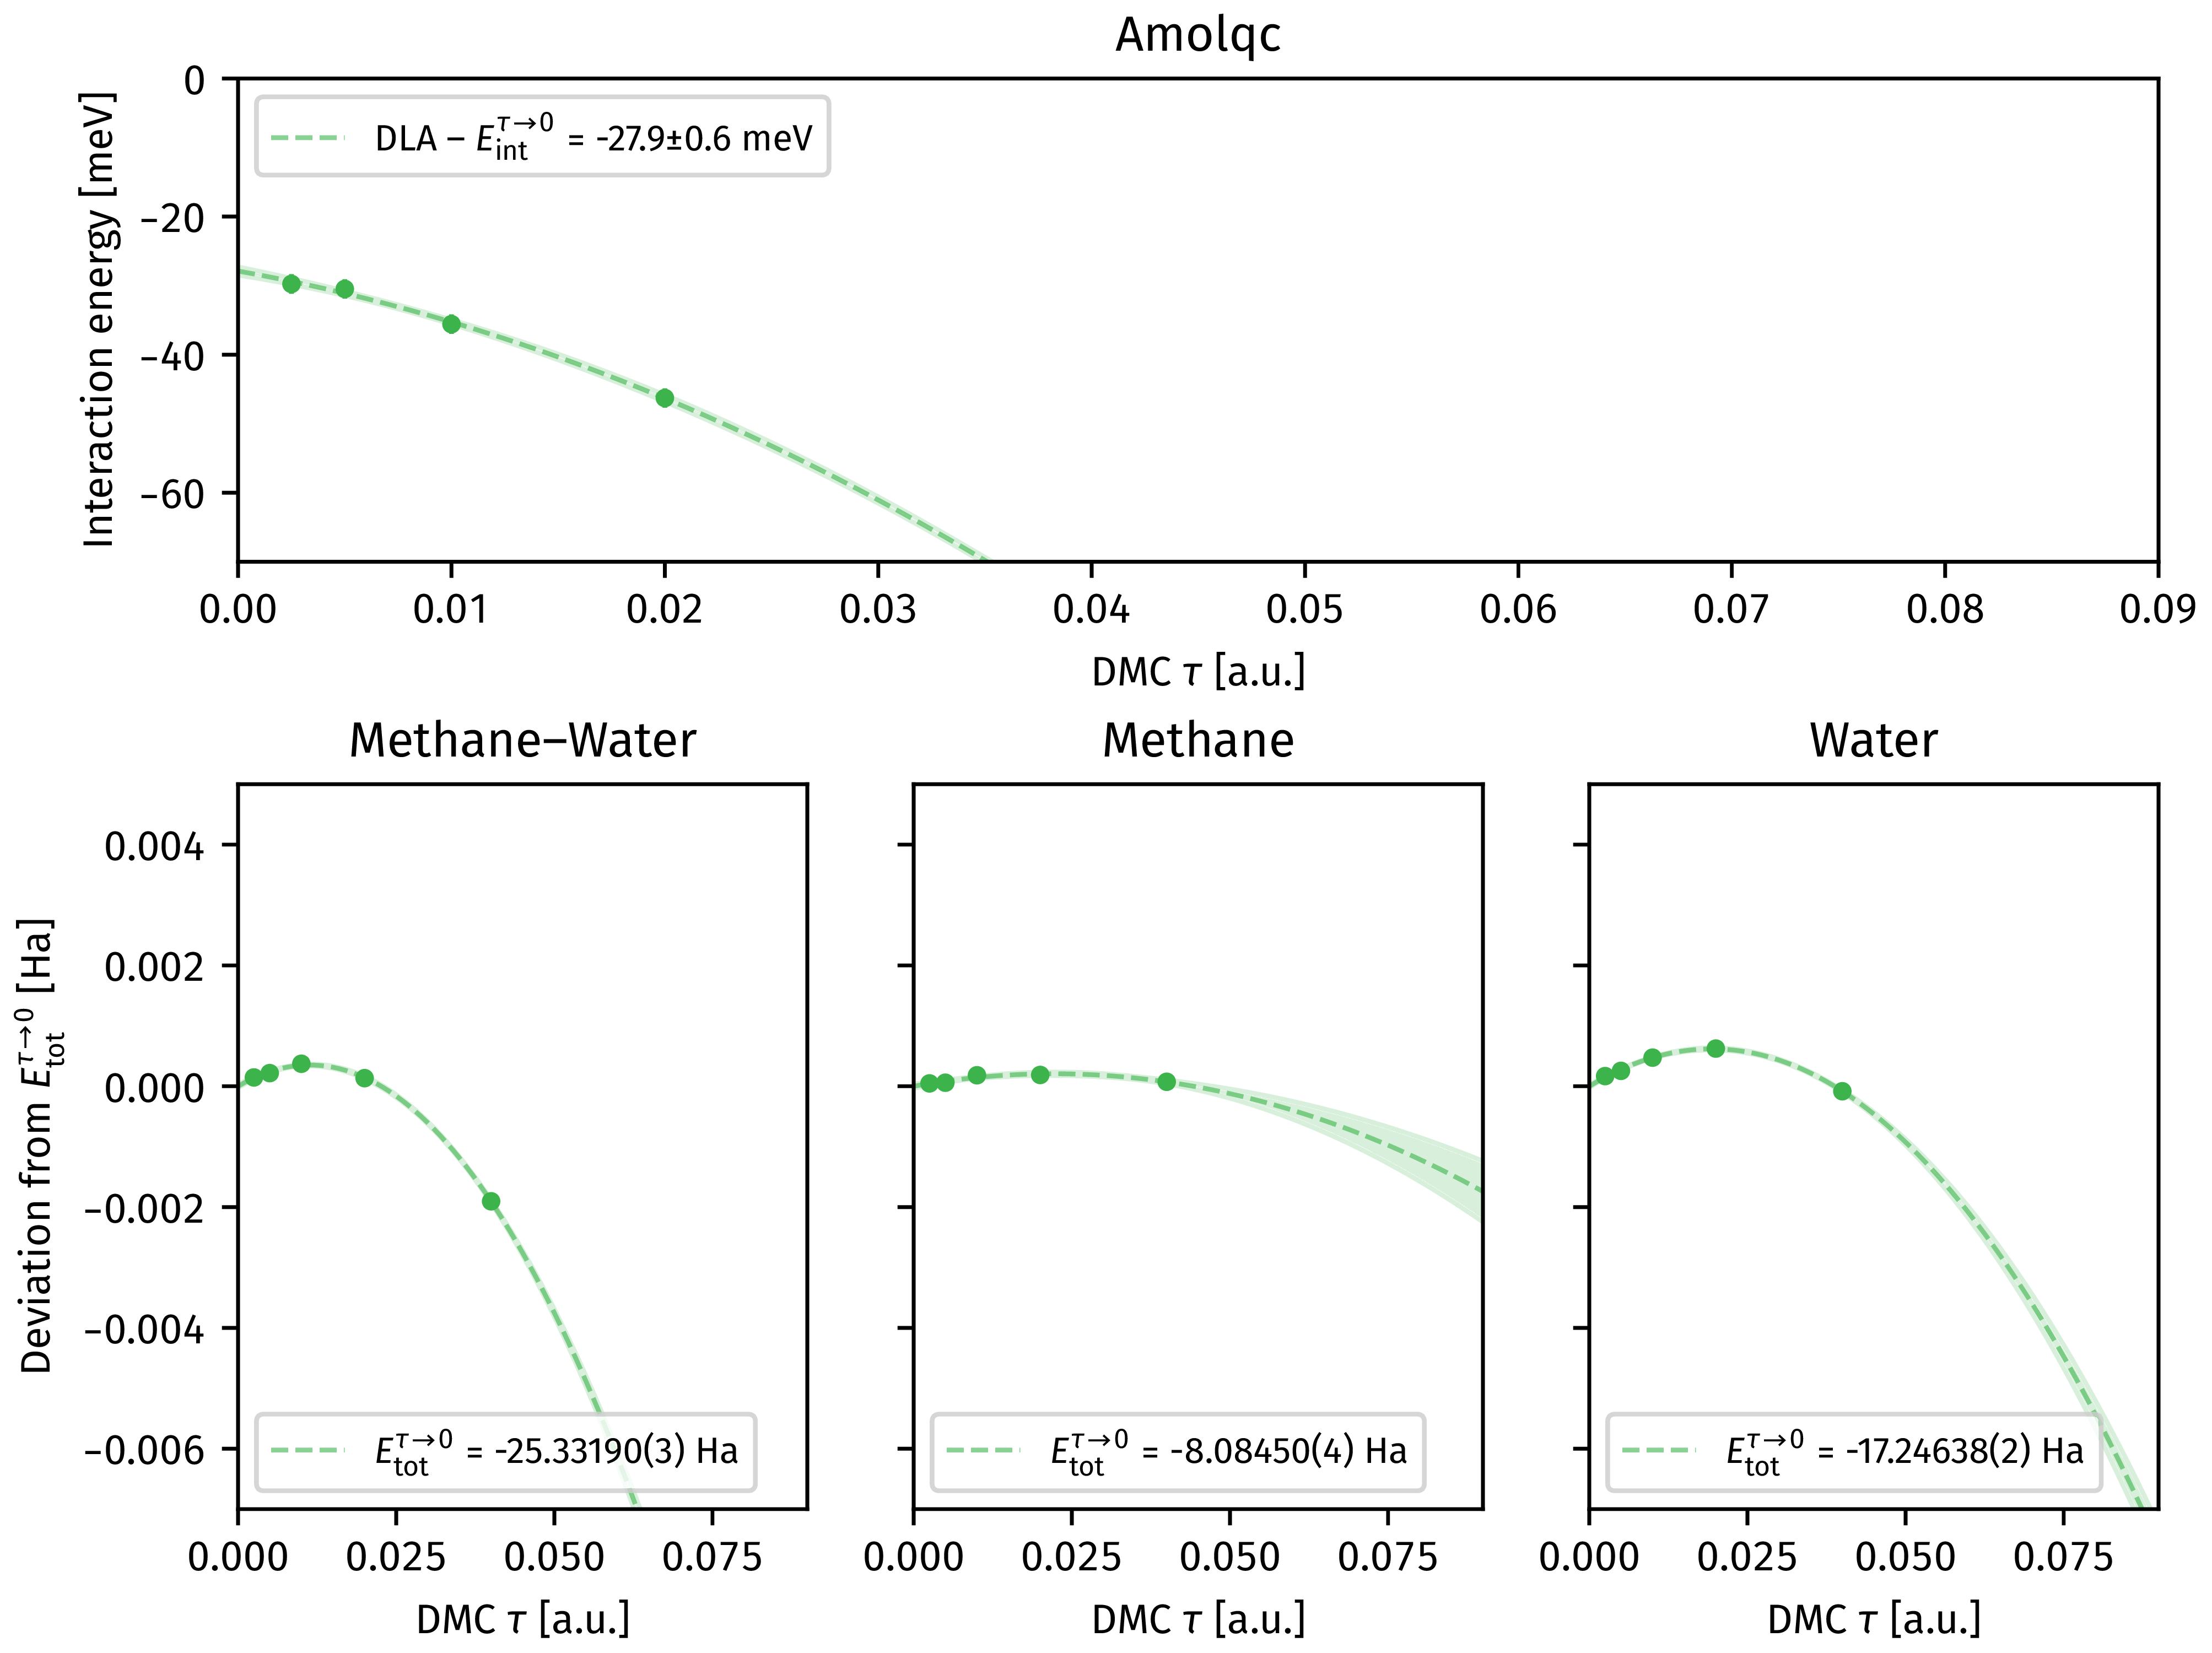 Amolqc
Interaction energy [meV]
0
−20
−40
−60
DLA – E_int^{τ→0} = -27.9±0.6 meV
0.00 0.01 0.02 0.03 0.04 0.05 0.06 0.07 0.08 0.09
DMC τ [a.u.]
Methane–Water
Methane
Water
Deviation from E_tot^{τ→0} [Ha]
0.004
0.002
0.000
−0.002
−0.004
−0.006
E_tot^{τ→0} = -25.33190(3) Ha
E_tot^{τ→0} = -8.08450(4) Ha
E_tot^{τ→0} = -17.24638(2) Ha
0.000 0.025 0.050 0.075
0.000 0.025 0.050 0.075
0.000 0.025 0.050 0.075
DMC τ [a.u.]
DMC τ [a.u.]
DMC τ [a.u.]